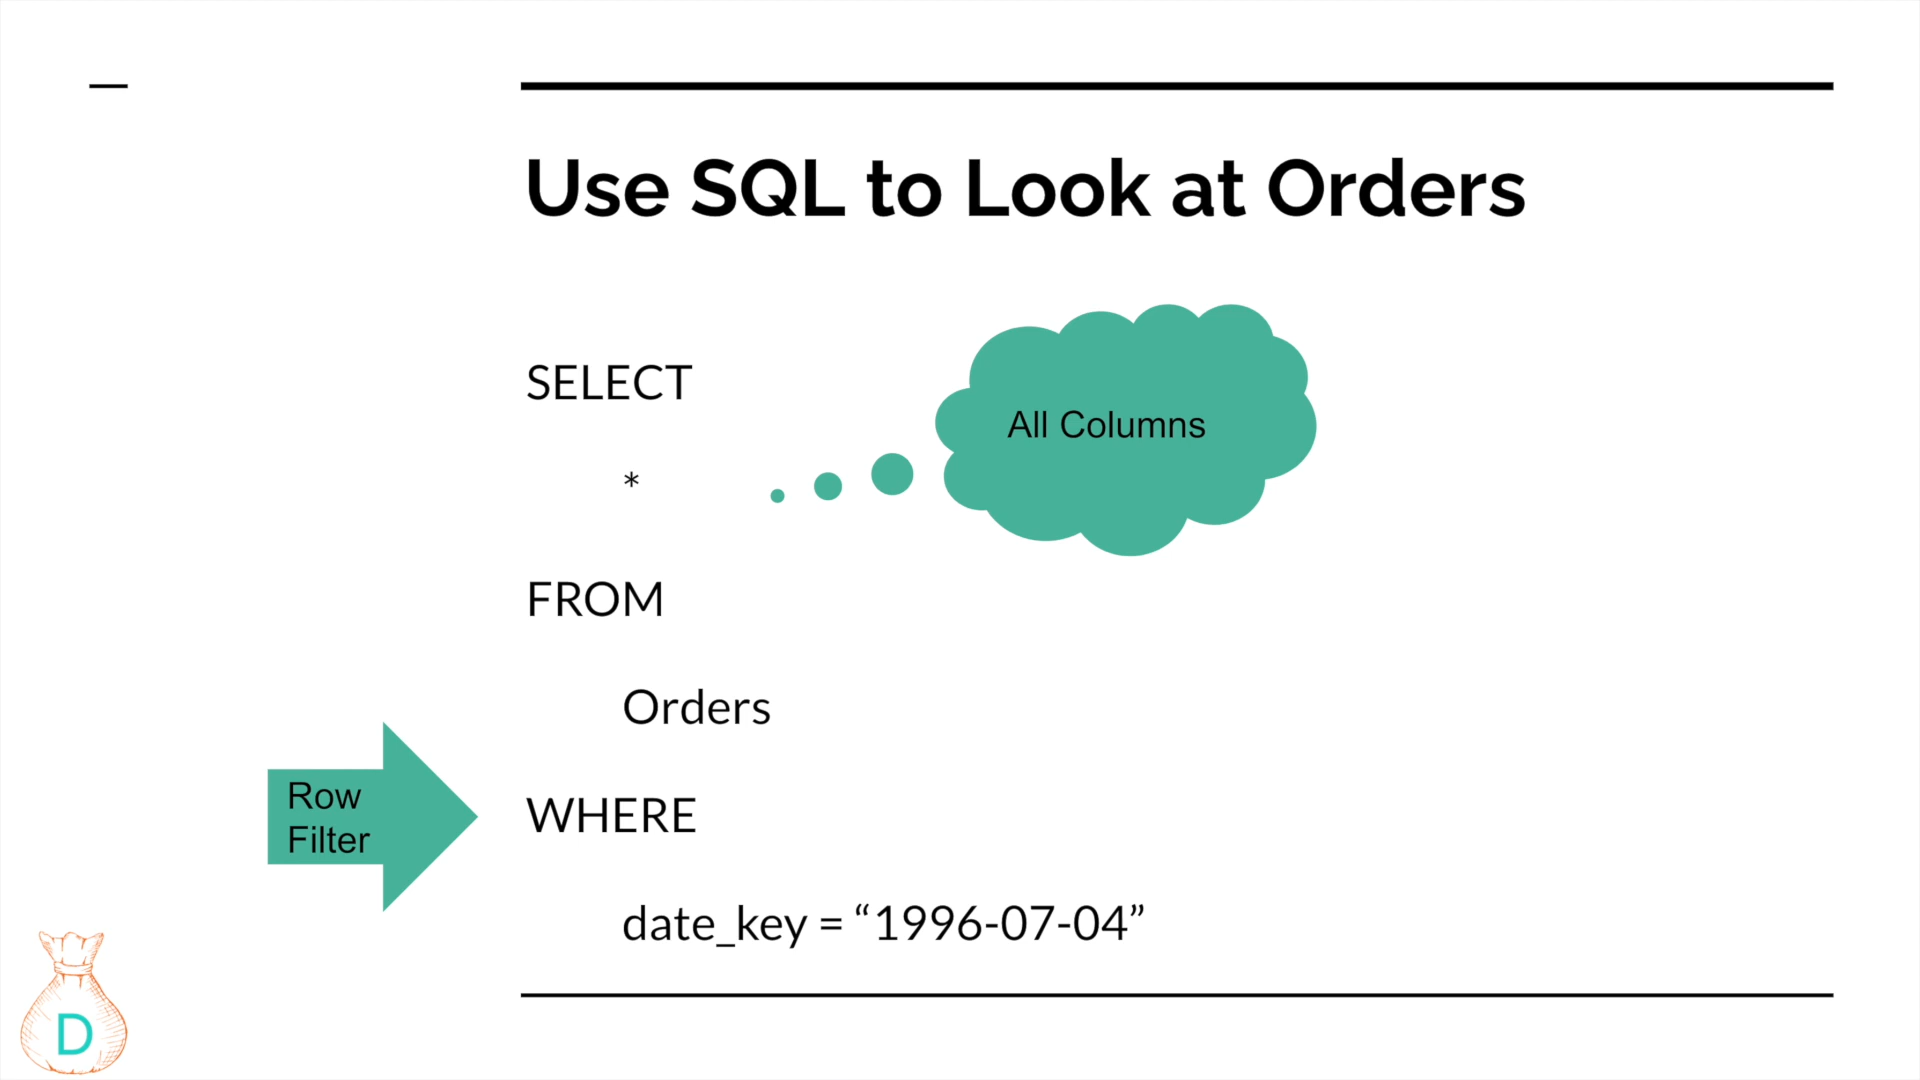 Use SQL to Look at Orders
SELECT
*
All Columns
FROM
Orders
Row
Filter
WHERE
date_key = “1996-07-04”
D